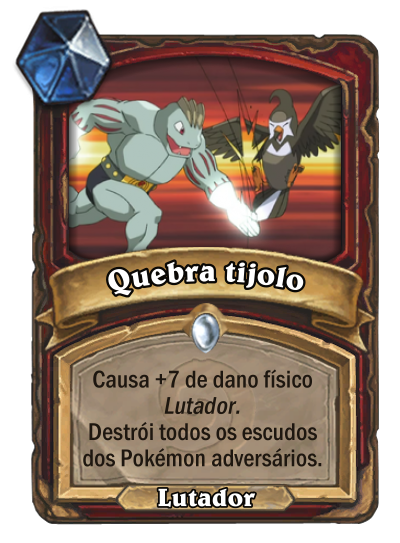 Quebra tijolo
Causa +7 de dano físico
Lutador.
Destrói todos os escudos
dos Pokémon adversários.
Lutador